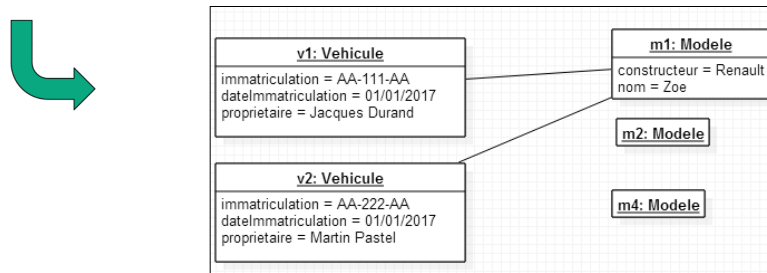 v1: Vehicule
immatriculation = AA-111-AA
dateImmatriculation = 01/01/2017
proprietaire = Jacques Durand
m1: Modele
constructeur = Renault
nom = Zoe
m2: Modele
v2: Vehicule
immatriculation = AA-222-AA
dateImmatriculation = 01/01/2017
proprietaire = Martin Pastel
m4: Modele